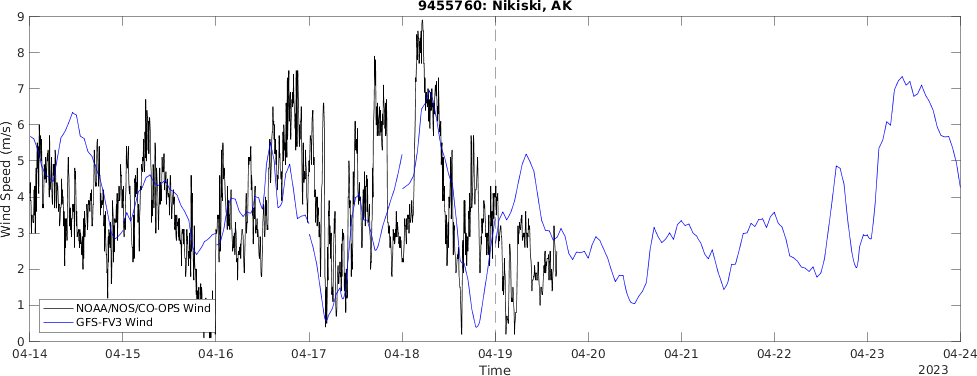 9455760: Nikiski, AK
Wind Speed (m/s)
9
8
7
6
5
4
3
2
1
0
NOAA/NOS/CO-OPS Wind
GFS-FV3 Wind
04-14 04-15 04-16 04-17 04-18 04-19 04-20 04-21 04-22 04-23 04-24
Time
2023